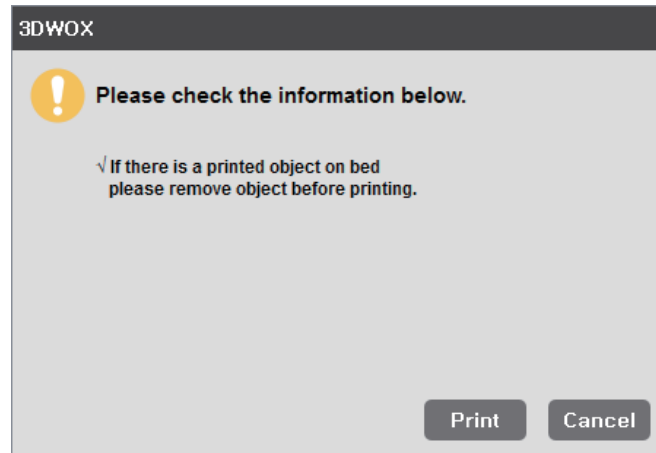 3DWOX
Please check the information below.
√ If there is a printed object on bed
please remove object before printing.
Print
Cancel